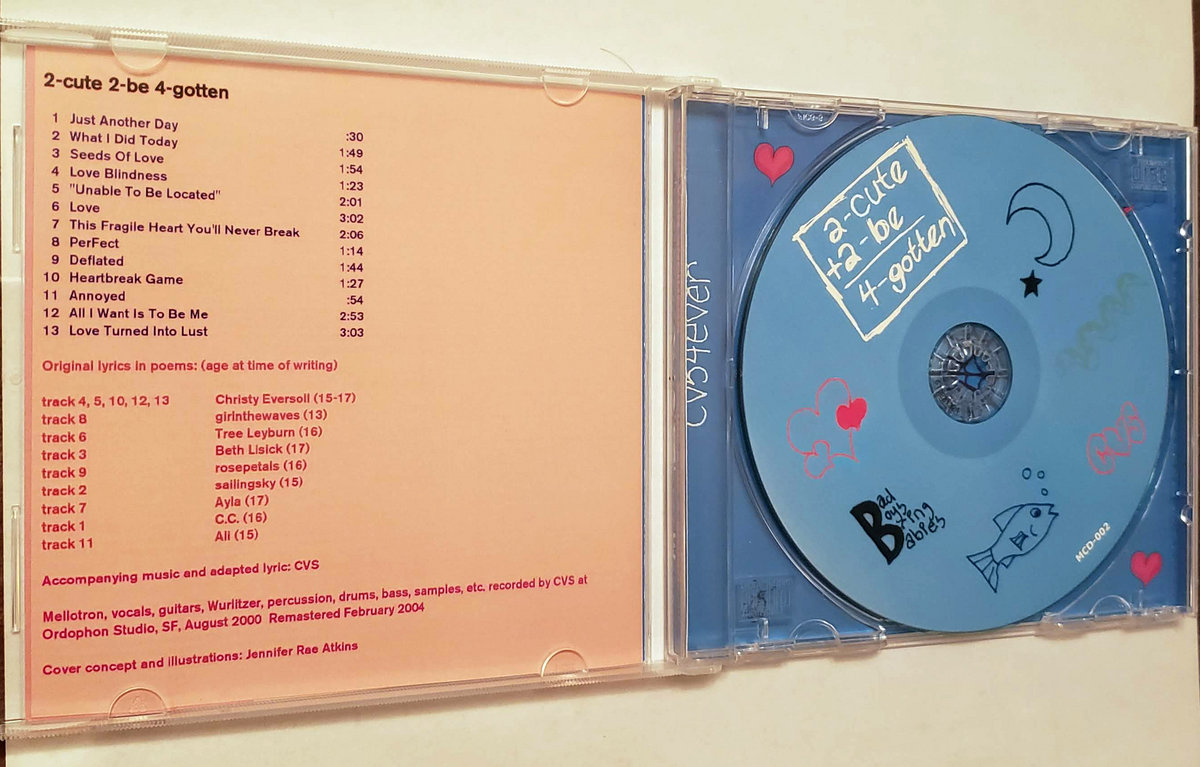 2-cute 2-be 4-gotten
1 Just Another Day :30
2 What I Did Today 1:49
3 Seeds Of Love 1:54
4 Love Blindness 1:23
5 "Unable To Be Located" 2:01
6 Love 3:02
7 This Fragile Heart You'll Never Break 2:06
8 PerFect 1:14
9 Deflated 1:44
10 Heartbreak Game 1:27
11 Annoyed :54
12 All I Want Is To Be Me 2:53
13 Love Turned Into Lust 3:03
Original lyrics in poems: (age at time of writing)
track 4, 5, 10, 12, 13 Christy Eversoll (15-17)
track 8 girinthewaves (13)
track 6 Tree Leyburn (16)
track 3 Beth Lisick (17)
track 9 rosepetals (16)
track 2 sailingsky (15)
track 7 Ayla (17)
track 1 C.C. (16)
track 11 Ali (15)
Accompanying music and adapted lyric: CVS
Mellotron, vocals, guitars, Wurlitzer, percussion, drums, bass, samples, etc. recorded by CVS at
Ordophon Studio, SF, August 2000 Remastered February 2004
Cover concept and illustrations: Jennifer Rae Atkins
CVS4ever
2-cute
+2-be
4-gotten
Bad
Boys
Babies
MCD-002